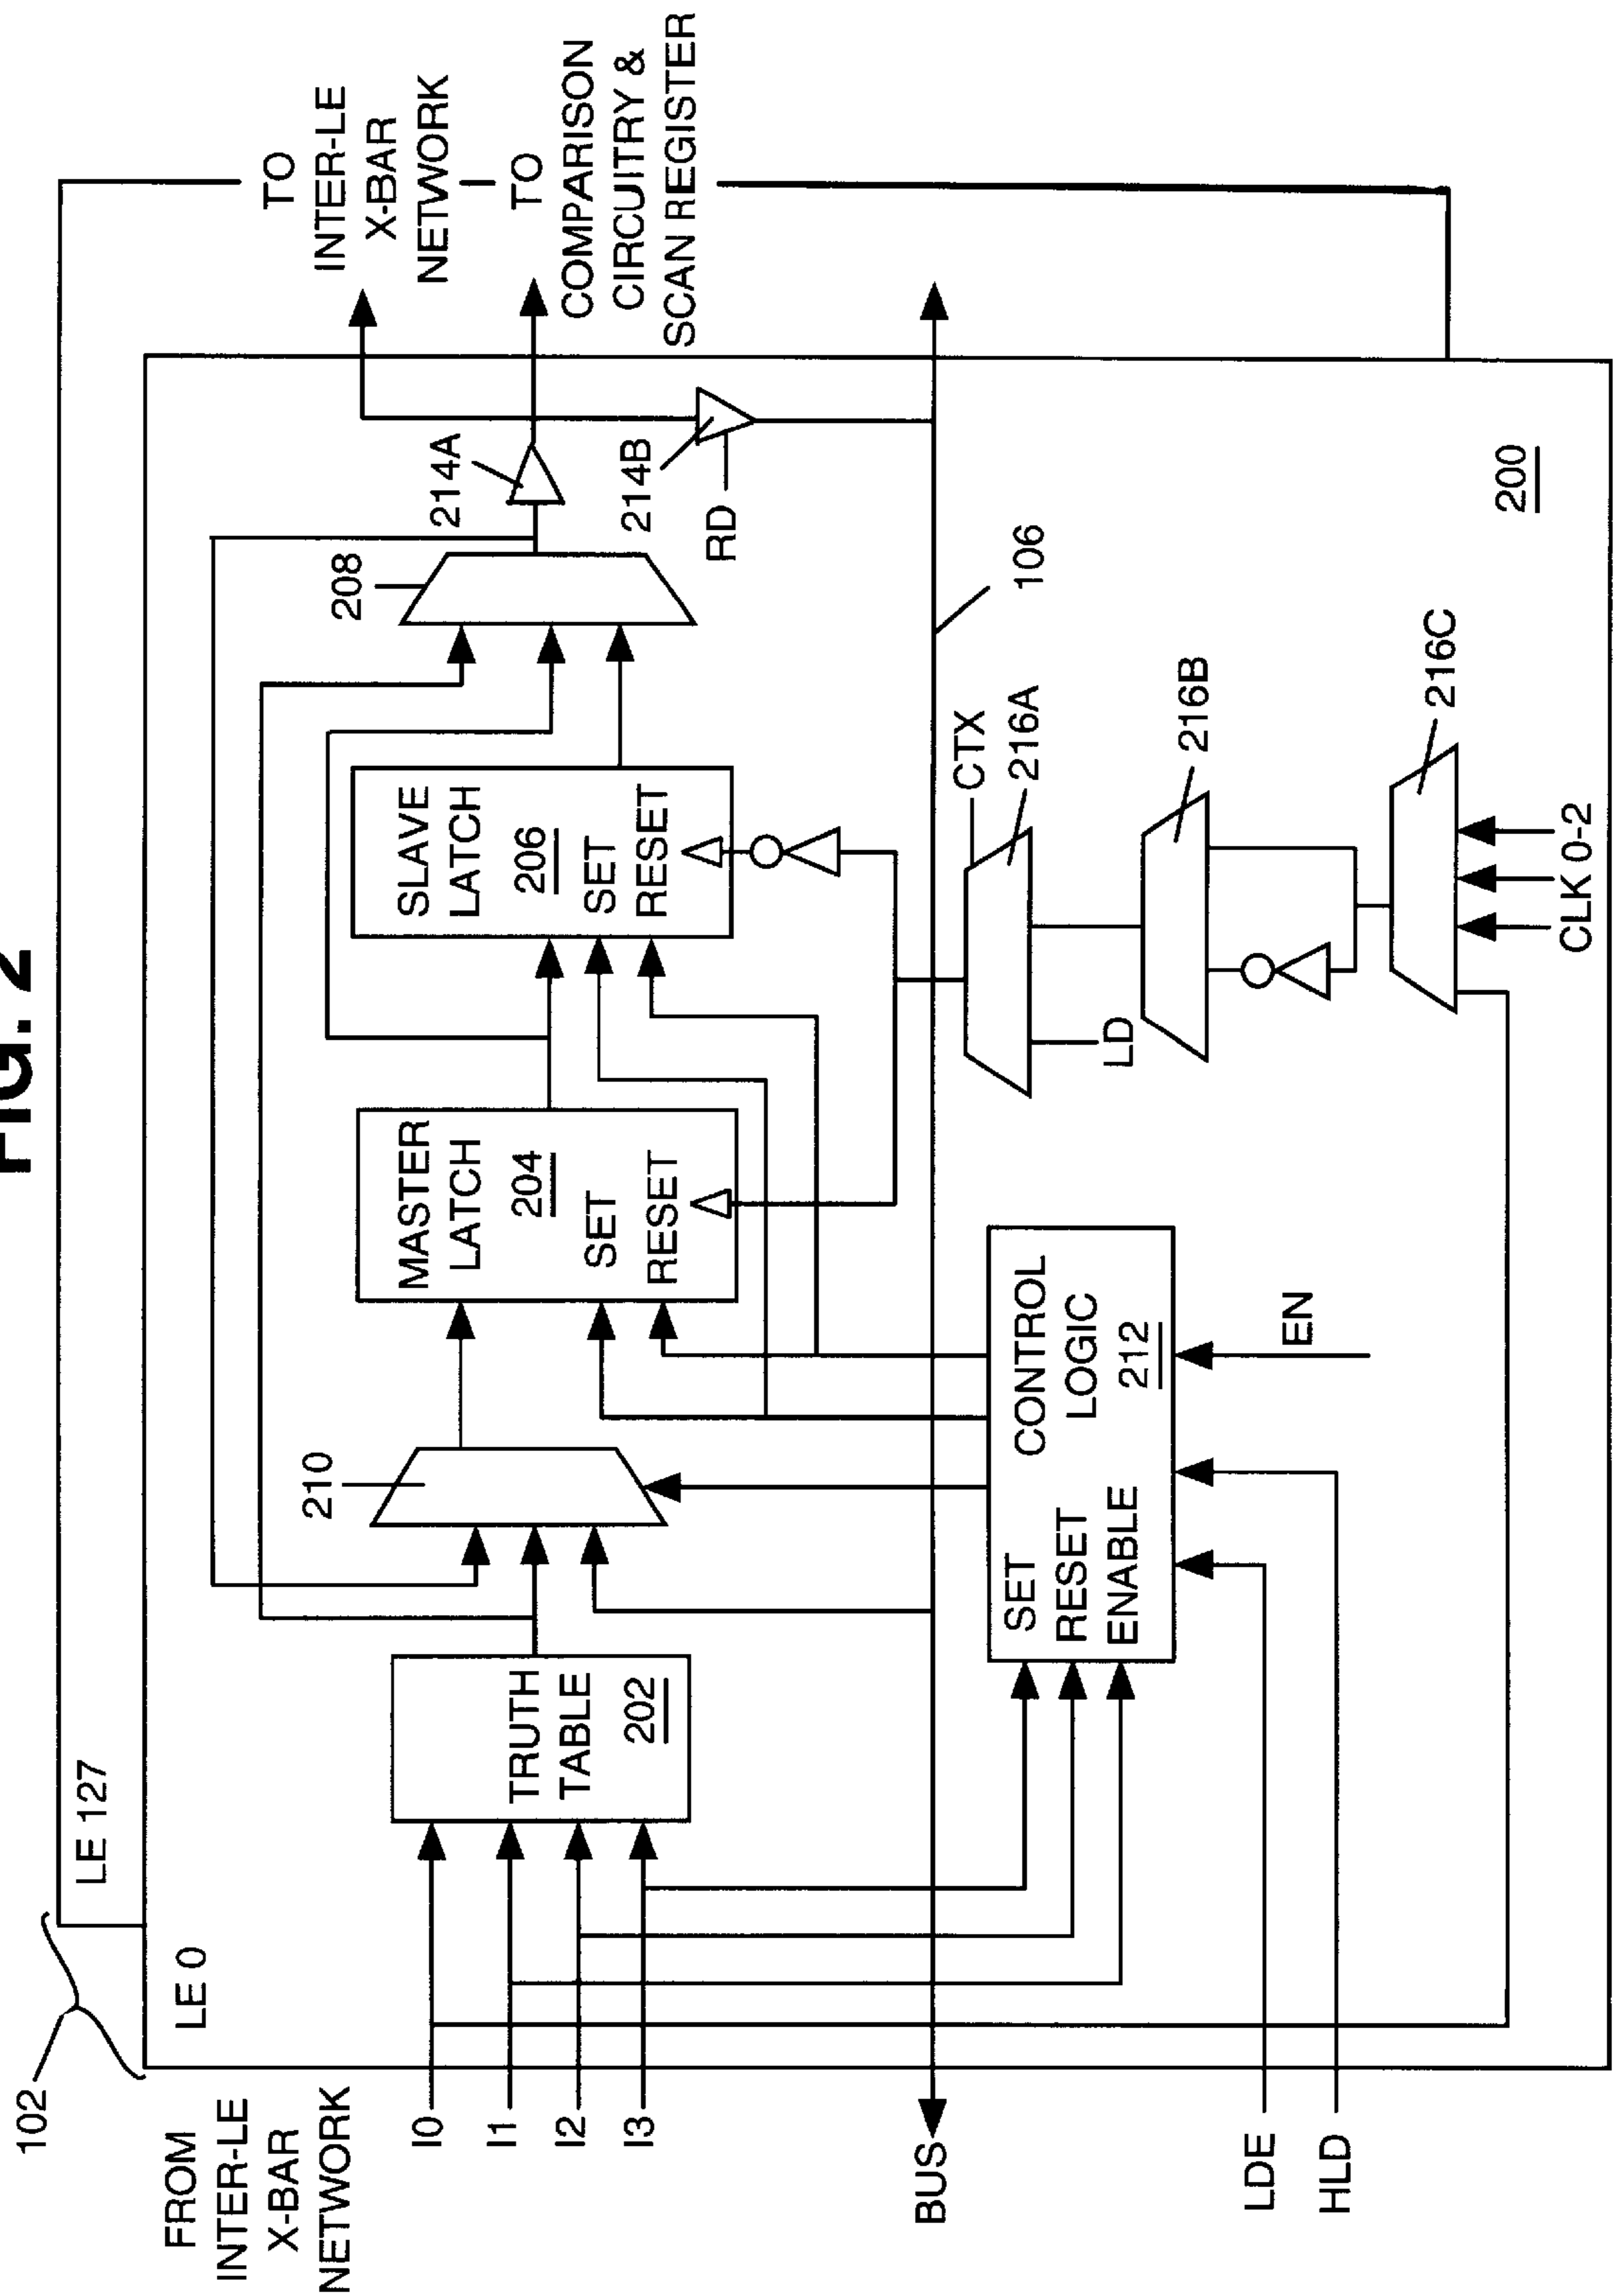 FIG. 2
102
LE 127
LE 0
FROM
INTER-LE
X-BAR
NETWORK
I0
I1
I2
I3
BUS
LDE
HLD
TRUTH
TABLE
202
210
MASTER
LATCH
204
SET
RESET
SLAVE
LATCH
206
SET
RESET
208
214A
214B
RD
TO
INTER-LE
X-BAR
NETWORK
TO
COMPARISON
CIRCUITRY &
SCAN REGISTER
106
SET
RESET
ENABLE
CONTROL
LOGIC
212
EN
CTX
216A
LD
216B
216C
CLK 0-2
200